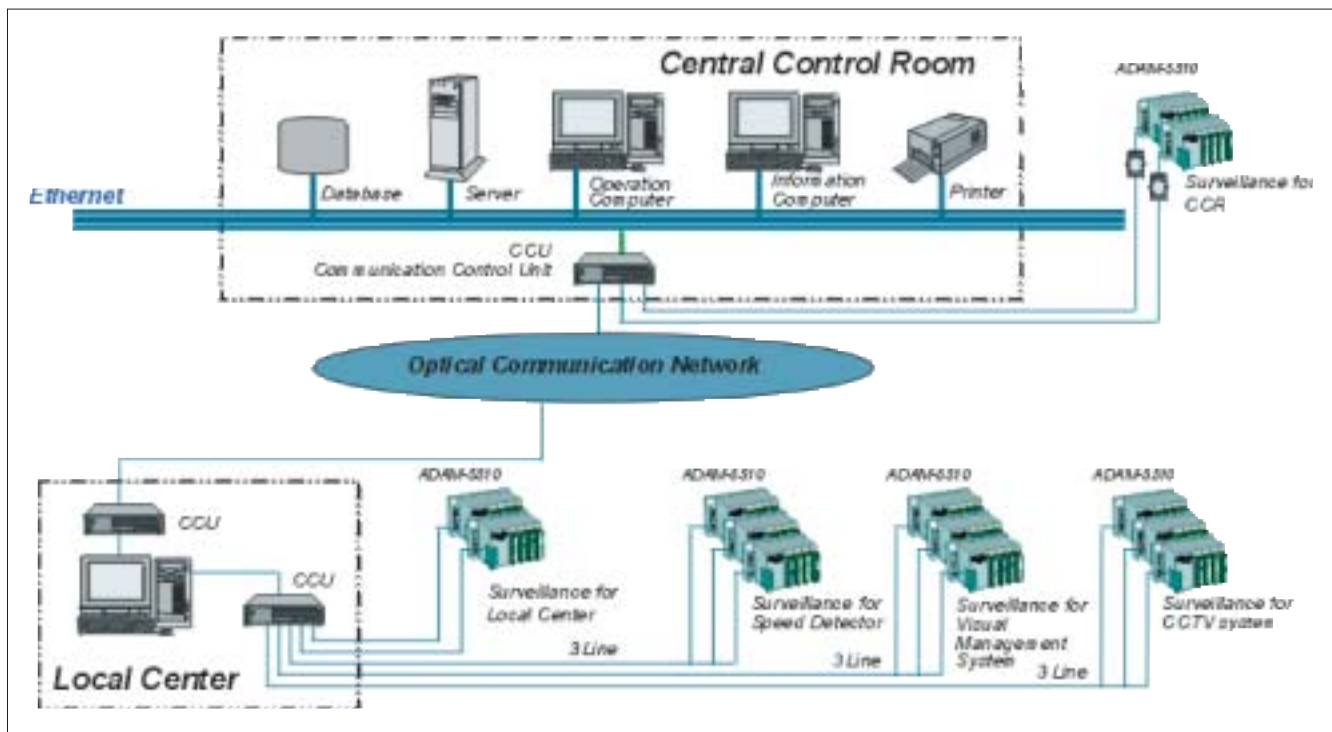 Central Control Room
ADAM-5510
Ethernet
Database
Server
Operation
Computer
Information
Computer
Printer
Surveillance for
CCR
CCU
Communication Control Unit
Optical Communication Network
ADAM-5510
ADAM-5510
ADAM-5510
ADAM-5510
CCU
CCU
Surveillance for
Local Center
Surveillance for
Speed Detector
Surveillance for
Visual
Management
System
Surveillance for
CCTV system
3 Line
3 Line
3 Line
Local Center